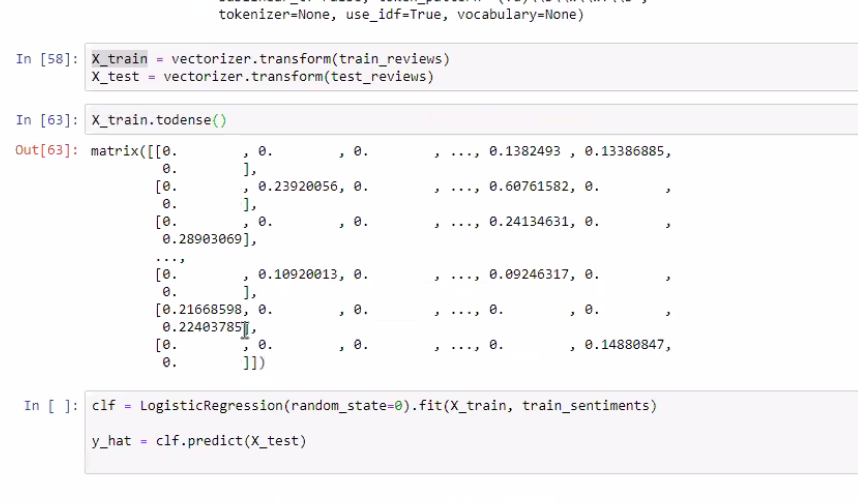 tokenizer=None, use_idf=True, vocabulary=None)
In [58]: X_train = vectorizer.transform(train_reviews)
X_test = vectorizer.transform(test_reviews)
In [63]: X_train.todense()
Out[63]: matrix([[0.        , 0.        , 0.        , ..., 0.1382493 , 0.13386885,
0.        ],
[0.        , 0.23920056, 0.        , ..., 0.60761582, 0.        ,
0.        ],
[0.        , 0.        , 0.        , ..., 0.24134631, 0.        ,
0.28903069],
...,
[0.        , 0.10920013, 0.        , ..., 0.09246317, 0.        ,
0.        ],
[0.21668598, 0.        , 0.        , ..., 0.        , 0.        ,
0.22403785],
[0.        , 0.        , 0.        , ..., 0.        , 0.14880847,
0.        ]])
In [ ]: clf = LogisticRegression(random_state=0).fit(X_train, train_sentiments)
y_hat = clf.predict(X_test)